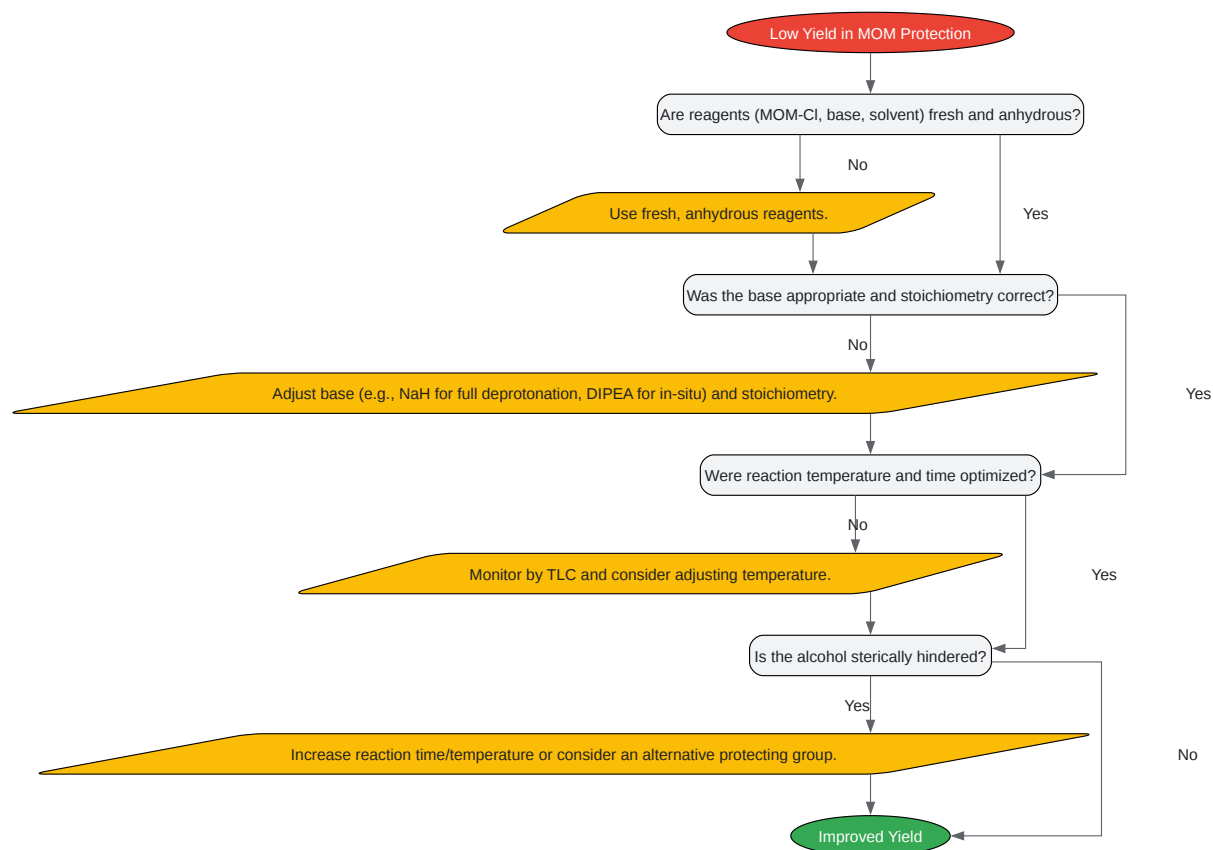 Low Yield in MOM Protection
Are reagents (MOM-Cl, base, solvent) fresh and anhydrous?
No
Use fresh, anhydrous reagents.
Yes
Was the base appropriate and stoichiometry correct?
No
Adjust base (e.g., NaH for full deprotonation, DIPEA for in-situ) and stoichiometry.
Yes
Were reaction temperature and time optimized?
No
Monitor by TLC and consider adjusting temperature.
Yes
Is the alcohol sterically hindered?
Yes
Increase reaction time/temperature or consider an alternative protecting group.
No
Improved Yield